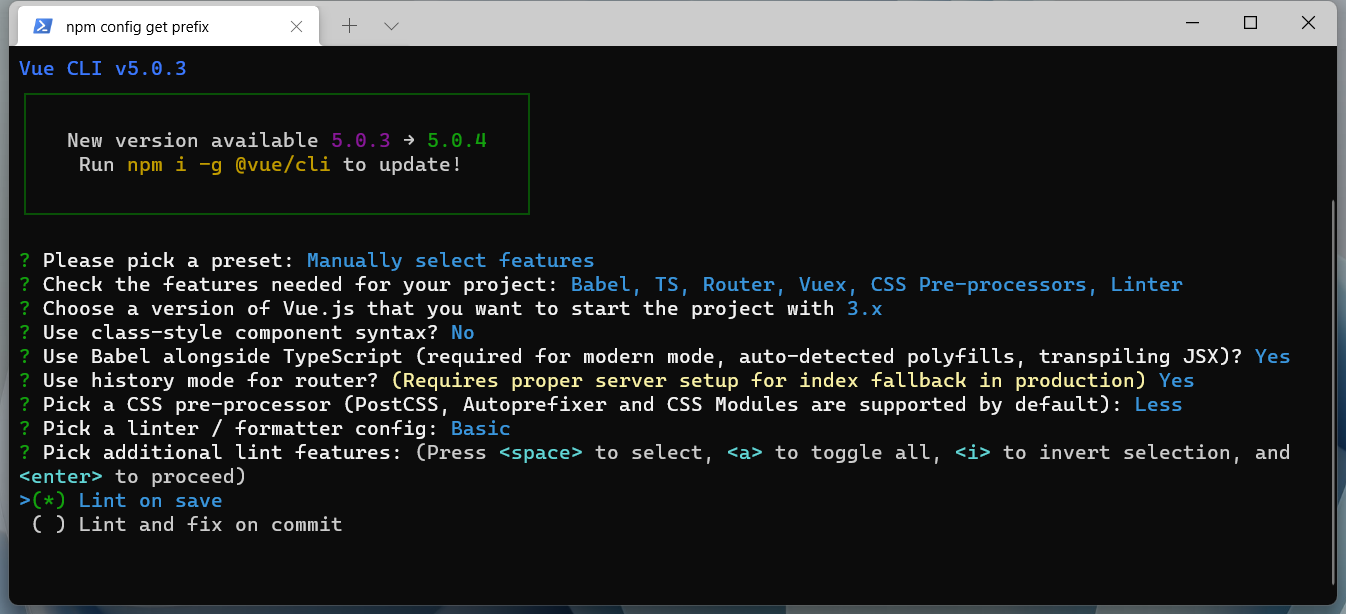 npm config get prefix
Vue CLI v5.0.3
New version available 5.0.3 → 5.0.4
Run npm i -g @vue/cli to update!
? Please pick a preset: Manually select features
? Check the features needed for your project: Babel, TS, Router, Vuex, CSS Pre-processors, Linter
? Choose a version of Vue.js that you want to start the project with 3.x
? Use class-style component syntax? No
? Use Babel alongside TypeScript (required for modern mode, auto-detected polyfills, transpiling JSX)? Yes
? Use history mode for router? (Requires proper server setup for index fallback in production) Yes
? Pick a CSS pre-processor (PostCSS, Autoprefixer and CSS Modules are supported by default): Less
? Pick a linter / formatter config: Basic
? Pick additional lint features: (Press <space> to select, <a> to toggle all, <i> to invert selection, and
<enter> to proceed)
>(*) Lint on save
( ) Lint and fix on commit